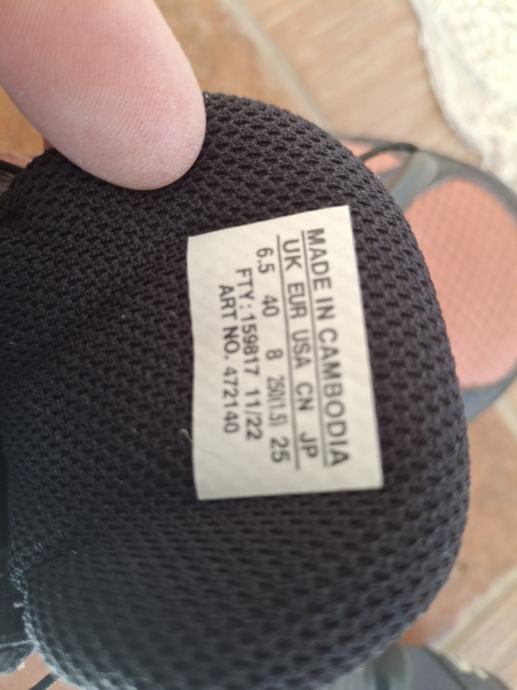 MADE IN CAMBODIA
UK EUR USA CN JP
6.5 40 8 250(1.5) 25
FTY: 159817 11/22
ART NO. 472140